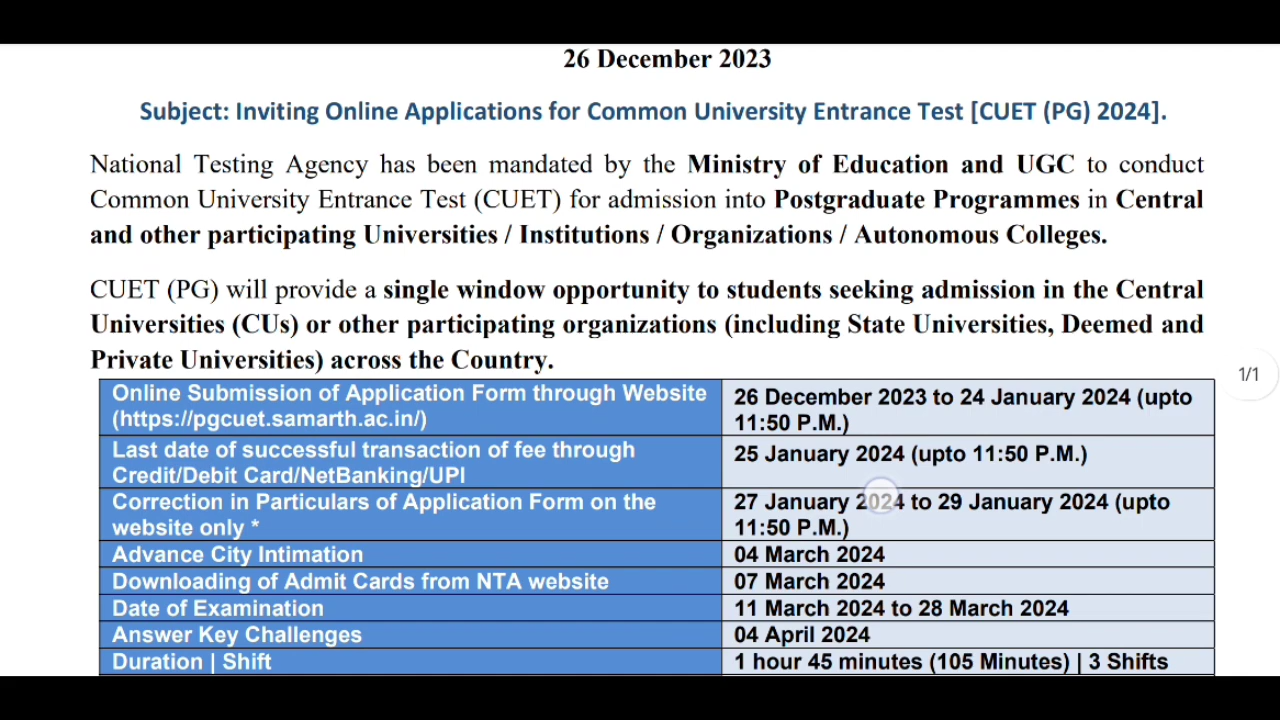 26 December 2023
Subject: Inviting Online Applications for Common University Entrance Test [CUET (PG) 2024].
National Testing Agency has been mandated by the Ministry of Education and UGC to conduct
Common University Entrance Test (CUET) for admission into Postgraduate Programmes in Central
and other participating Universities / Institutions / Organizations / Autonomous Colleges.
CUET (PG) will provide a single window opportunity to students seeking admission in the Central
Universities (CUs) or other participating organizations (including State Universities, Deemed and
Private Universities) across the Country.
1/1
Online Submission of Application Form through Website
(https://pgcuet.samarth.ac.in/)
26 December 2023 to 24 January 2024 (upto
11:50 P.M.)
Last date of successful transaction of fee through
Credit/Debit Card/NetBanking/UPI
25 January 2024 (upto 11:50 P.M.)
Correction in Particulars of Application Form on the
website only *
27 January 2024 to 29 January 2024 (upto
11:50 P.M.)
Advance City Intimation
04 March 2024
Downloading of Admit Cards from NTA website
07 March 2024
Date of Examination
11 March 2024 to 28 March 2024
Answer Key Challenges
04 April 2024
Duration | Shift
1 hour 45 minutes (105 Minutes) | 3 Shifts